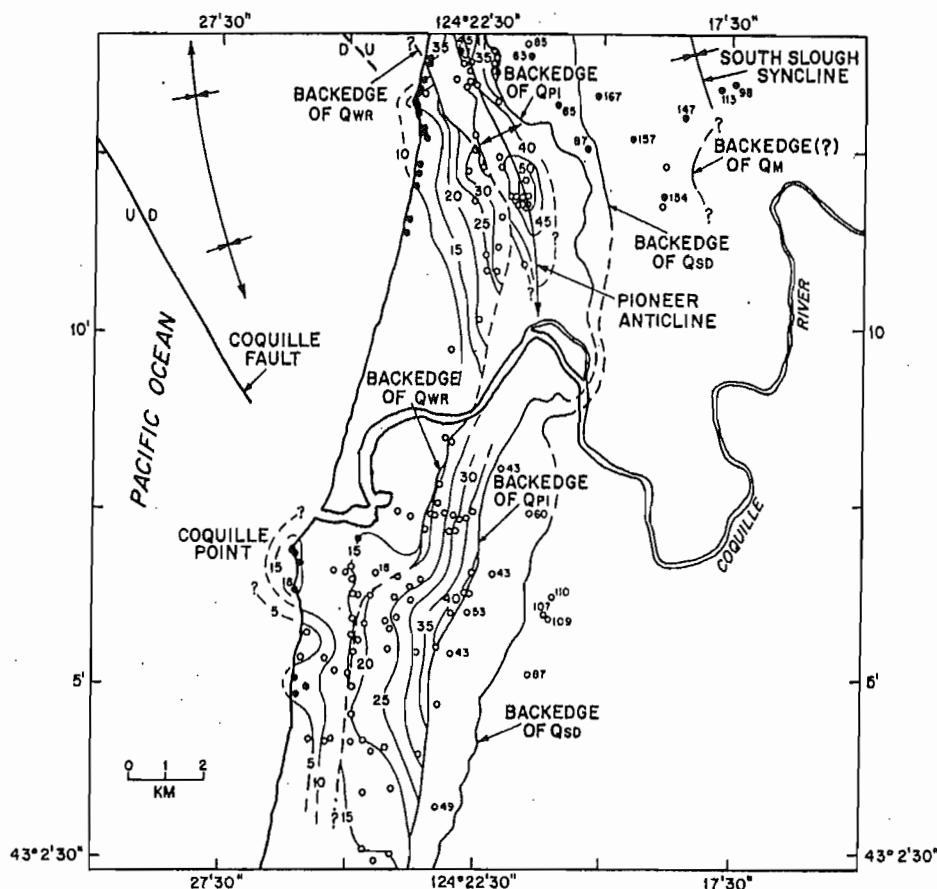 27'30"
124°22'30"
17'30"
D U
?
35
45
35
85
63
BACKEDGE
OF QPI
SOUTH SLOUGH
SYNCLINE
BACKEDGE
OF QWR
65
167
113
98
147
?
10
87
157
40
50
BACKEDGE(?)
OF QM
20
30
25
45
154
?
U D
15
?
BACKEDGE
OF QSD
?
PIONEER
ANTICLINE
10'
10'
RIVER
COQUILLE
FAULT
PACIFIC OCEAN
BACKEDGE
OF QWR
30
43
BACKEDGE
OF QPI
60
COQUILLE
COQUILLE
POINT
?
15
15
18
18
?
5
43
40
53
110
107
109
35
43
20
25
87
5'
5'
BACKEDGE
OF QSD
0 1 2
KM
5
10
?
15
49
43°2'30"
43°2'30"
27'30"
124°22'30"
17'30"